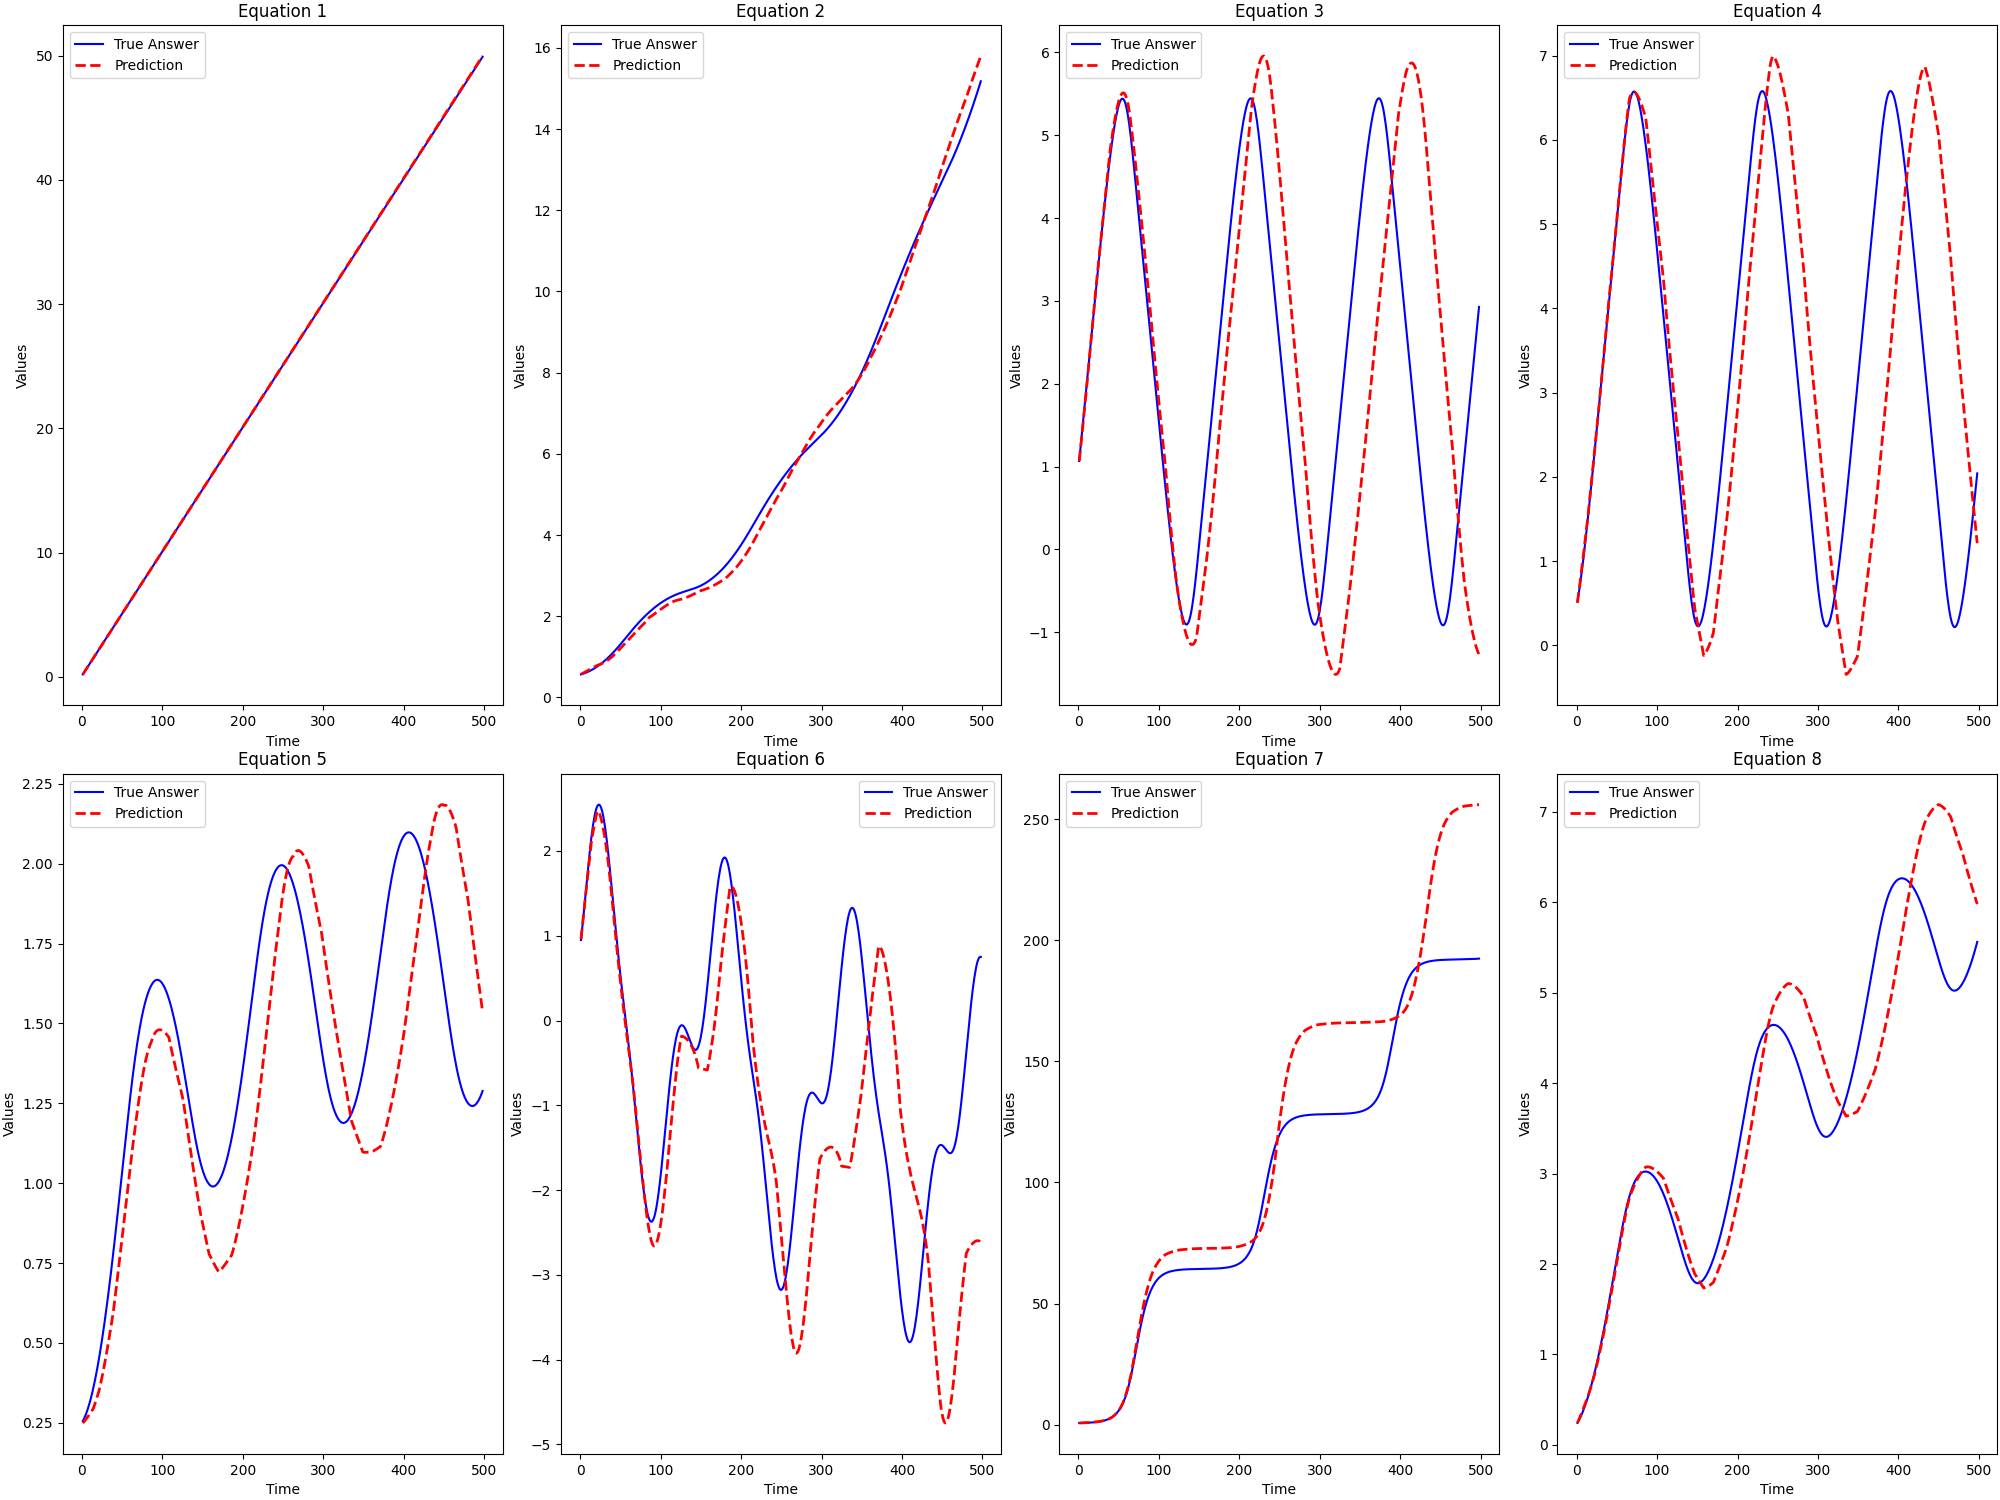 Equation 1
True Answer
Prediction
50
40
30
20
10
0
Values
0 100 200 300 400 500
Time
Equation 2
True Answer
Prediction
16
14
12
10
8
6
4
2
0
Values
0 100 200 300 400 500
Time
Equation 3
True Answer
Prediction
6
5
4
3
2
1
0
−1
Values
0 100 200 300 400 500
Time
Equation 4
True Answer
Prediction
7
6
5
4
3
2
1
0
Values
0 100 200 300 400 500
Time
Equation 5
True Answer
Prediction
2.25
2.00
1.75
1.50
1.25
1.00
0.75
0.50
0.25
Values
0 100 200 300 400 500
Time
Equation 6
True Answer
Prediction
2
1
0
−1
−2
−3
−4
−5
Values
0 100 200 300 400 500
Time
Equation 7
True Answer
Prediction
250
200
150
100
50
0
Values
0 100 200 300 400 500
Time
Equation 8
True Answer
Prediction
7
6
5
4
3
2
1
0
Values
0 100 200 300 400 500
Time